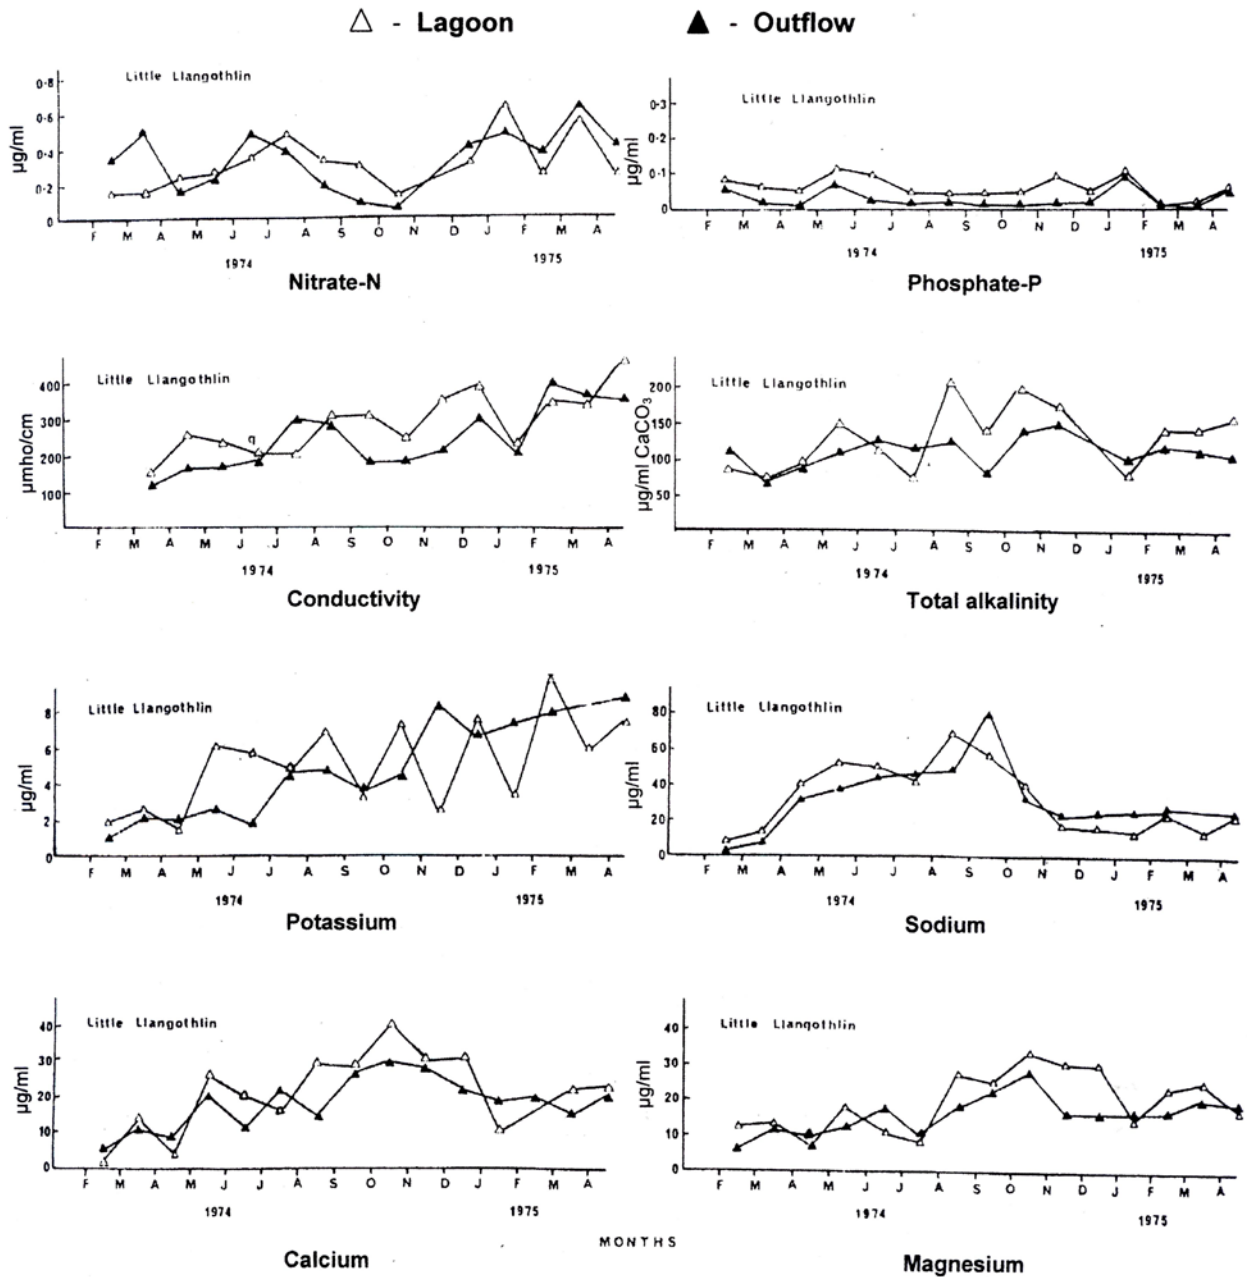 △ - Lagoon ▲ - Outflow
Little Llangothlin
µg/ml
0·8
0·6
0·4
0·2
0
F M A M J J A S O N D J F M A
1974 1975
Nitrate-N
Little Llangothlin
µg/ml
0·3
0·2
0·1
0
F M A M J J A S O N D J F M A
1974 1975
Phosphate-P
Little Llangothlin
µmho/cm
400
300
200
100
q
F M A M J J A S O N D J F M A
1974 1975
Conductivity
Little Llangothlin
µg/ml CaCO₃
200
150
100
50
F M A M J J A S O N D J F M A
1974 1975
Total alkalinity
Little Llangothlin
µg/ml
8
6
4
2
0
F M A M J J A S O N D J F M A
1974 1975
Potassium
Little Llangothlin
µg/ml
80
60
40
20
0
F M A M J J A S O N D J F M A
1974 1975
Sodium
Little Llangothlin
µg/ml
40
30
20
10
0
F M A M J J A S O N D J F M A
1974 1975
Calcium
Little Llangothlin
µg/ml
40
30
20
10
0
F M A M J J A S O N D J F M A
1974 1975
Magnesium
MONTHS